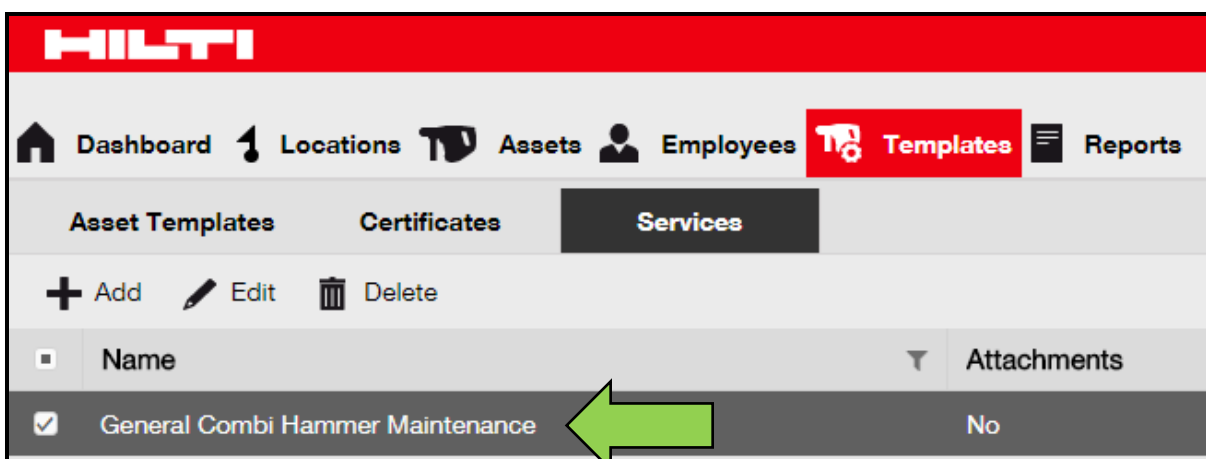 HILTI
Dashboard Locations Assets Employees Templates Reports
Asset Templates Certificates Services
Add Edit Delete
Name Attachments
General Combi Hammer Maintenance No